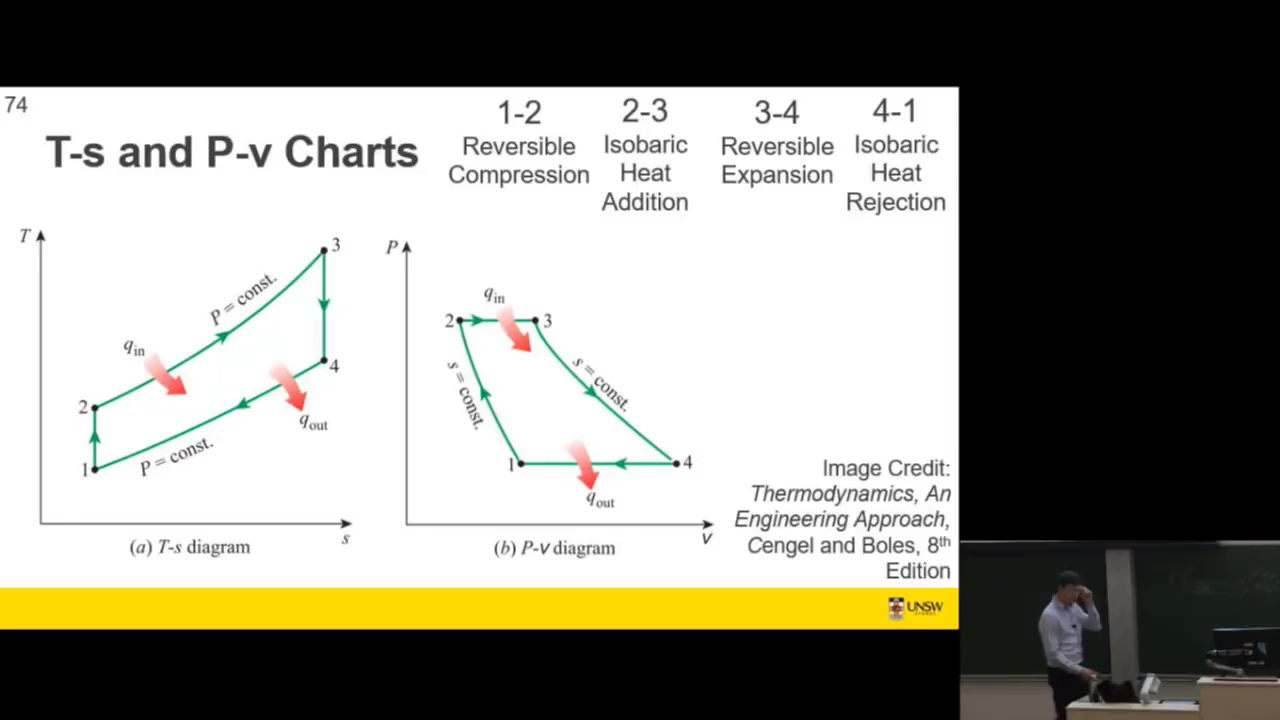 74
T-s and P-v Charts
1-2
Reversible
Compression
2-3
Isobaric
Heat
Addition
3-4
Reversible
Expansion
4-1
Isobaric
Heat
Rejection
T
3
P = const.
q_in
4
2
q_out
1
P = const.
s
(a) T-s diagram
P
q_in
2
3
s = const.
s = const.
1
4
q_out
v
(b) P-v diagram
Image Credit:
Thermodynamics, An
Engineering Approach,
Cengel and Boles, 8th
Edition
UNSW
SYDNEY